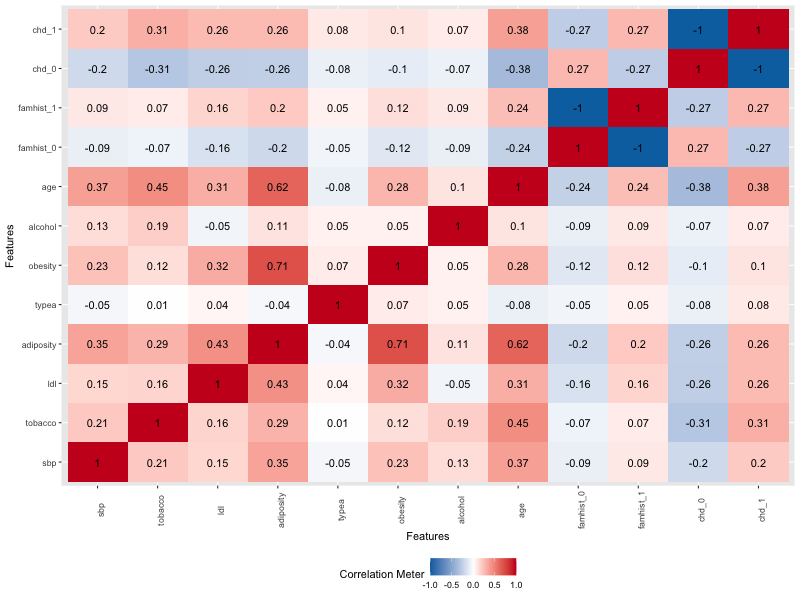 chd_1 0.2 0.31 0.26 0.26 0.08 0.1 0.07 0.38 -0.27 0.27 -1 1
chd_0 -0.2 -0.31 -0.26 -0.26 -0.08 -0.1 -0.07 -0.38 0.27 -0.27 1 -1
famhist_1 0.09 0.07 0.16 0.2 0.05 0.12 0.09 0.24 -1 1 -0.27 0.27
famhist_0 -0.09 -0.07 -0.16 -0.2 -0.05 -0.12 -0.09 -0.24 1 -1 0.27 -0.27
age 0.37 0.45 0.31 0.62 -0.08 0.28 0.1 1 -0.24 0.24 -0.38 0.38
alcohol 0.13 0.19 -0.05 0.11 0.05 0.05 1 0.1 -0.09 0.09 -0.07 0.07
obesity 0.23 0.12 0.32 0.71 0.07 1 0.05 0.28 -0.12 0.12 -0.1 0.1
typea -0.05 0.01 0.04 -0.04 1 0.07 0.05 -0.08 -0.05 0.05 -0.08 0.08
adiposity 0.35 0.29 0.43 1 -0.04 0.71 0.11 0.62 -0.2 0.2 -0.26 0.26
ldl 0.15 0.16 1 0.43 0.04 0.32 -0.05 0.31 -0.16 0.16 -0.26 0.26
tobacco 0.21 1 0.16 0.29 0.01 0.12 0.19 0.45 -0.07 0.07 -0.31 0.31
sbp 1 0.21 0.15 0.35 -0.05 0.23 0.13 0.37 -0.09 0.09 -0.2 0.2
Features
sbp tobacco ldl adiposity typea obesity alcohol age famhist_0 famhist_1 chd_0 chd_1
Features
Correlation Meter
-1.0 -0.5 0.0 0.5 1.0